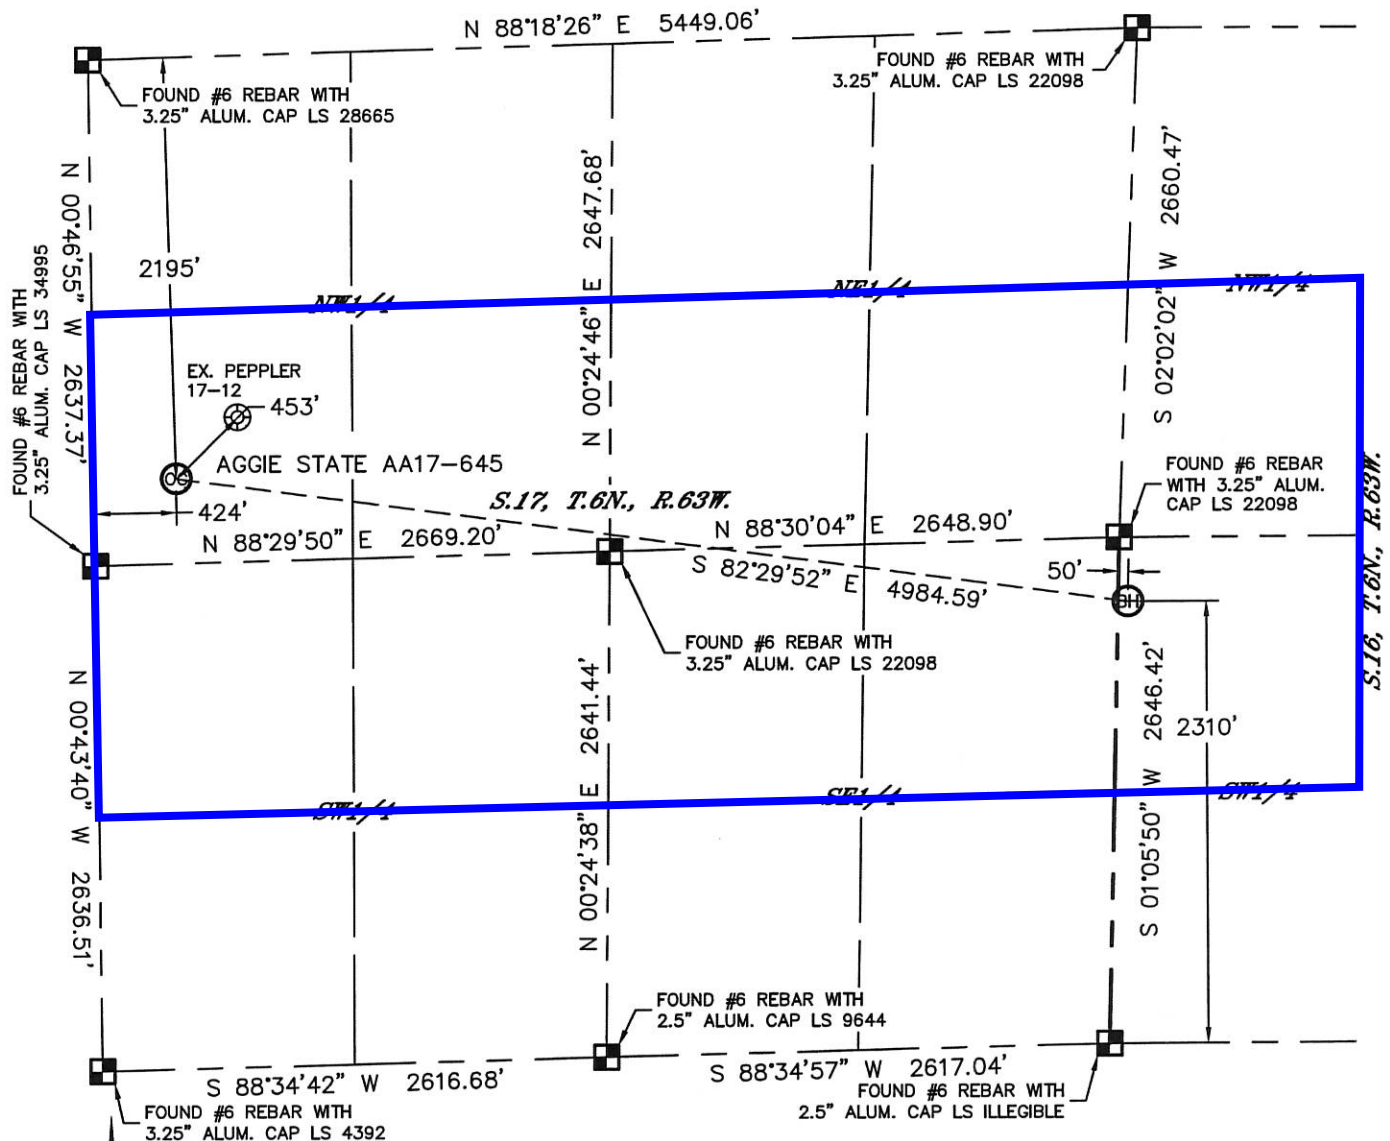 N 88°18'26" E 5449.06'
FOUND #6 REBAR WITH
3.25" ALUM. CAP LS 28665
FOUND #6 REBAR WITH
3.25" ALUM. CAP LS 22098
N 00°46'55" W 2637.37'
2195'
N 00°24'46" E 2647.68'
S 02°02'02" W 2660.47'
NW1/4
NE1/4
NW1/4
FOUND #6 REBAR WITH
3.25" ALUM. CAP LS 34995
EX. PEPPLER
17-12
453'
AGGIE STATE AA17-645
OG
424'
S.17, T.6N., R.63W.
FOUND #6 REBAR
WITH 3.25" ALUM.
CAP LS 22098
S.16, T.6N., R.63W.
N 88°29'50" E 2669.20'
N 88°30'04" E 2648.90'
S 82°29'52" E 4984.59'
50'
BH
FOUND #6 REBAR WITH
3.25" ALUM. CAP LS 22098
N 00°43'40" W 2636.51'
N 00°24'38" E 2641.44'
S 01°05'50" W 2646.42'
2310'
SW1/4
SE1/4
SW1/4
FOUND #6 REBAR WITH
2.5" ALUM. CAP LS 9644
S 88°34'42" W 2616.68'
S 88°34'57" W 2617.04'
FOUND #6 REBAR WITH
3.25" ALUM. CAP LS 4392
FOUND #6 REBAR WITH
2.5" ALUM. CAP LS ILLEGIBLE